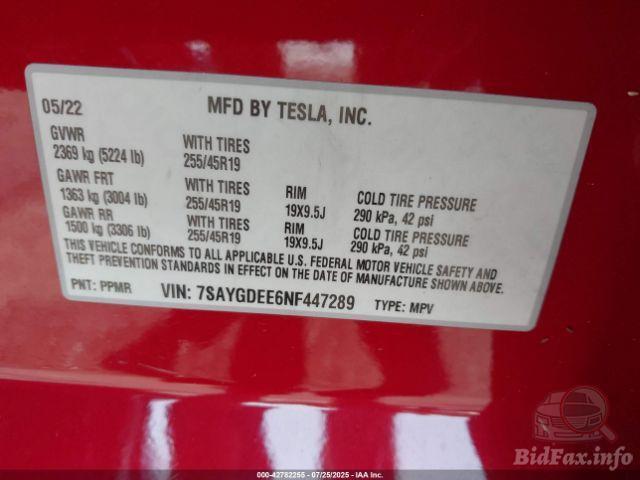 05/22 MFD BY TESLA, INC.
GVWR WITH TIRES
2369 kg (5224 lb) 255/45R19
GAWR FRT WITH TIRES RIM COLD TIRE PRESSURE
1363 kg (3004 lb) 255/45R19 19X9.5J 290 kPa, 42 psi
GAWR RR WITH TIRES RIM COLD TIRE PRESSURE
1500 kg (3306 lb) 255/45R19 19X9.5J 290 kPa, 42 psi
THIS VEHICLE CONFORMS TO ALL APPLICABLE U.S. FEDERAL MOTOR VEHICLE SAFETY AND
THEFT PREVENTION STANDARDS IN EFFECT ON THE DATE OF MANUFACTURE SHOWN ABOVE.
PNT: PPMR VIN: 7SAYGDEE6NF447289 TYPE: MPV
BidFax.info
000-42782255 - 07/25/2025 - IAA Inc.